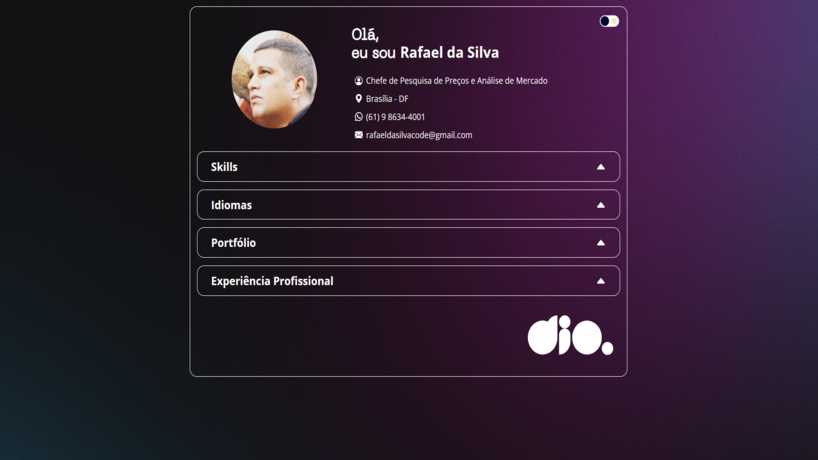 Olá,
eu sou Rafael da Silva
Chefe de Pesquisa de Preços e Análise de Mercado
Brasília - DF
(61) 9 8634-4001
rafaeldasilvacode@gmail.com
Skills
Idiomas
Portfólio
Experiência Profissional
dio.